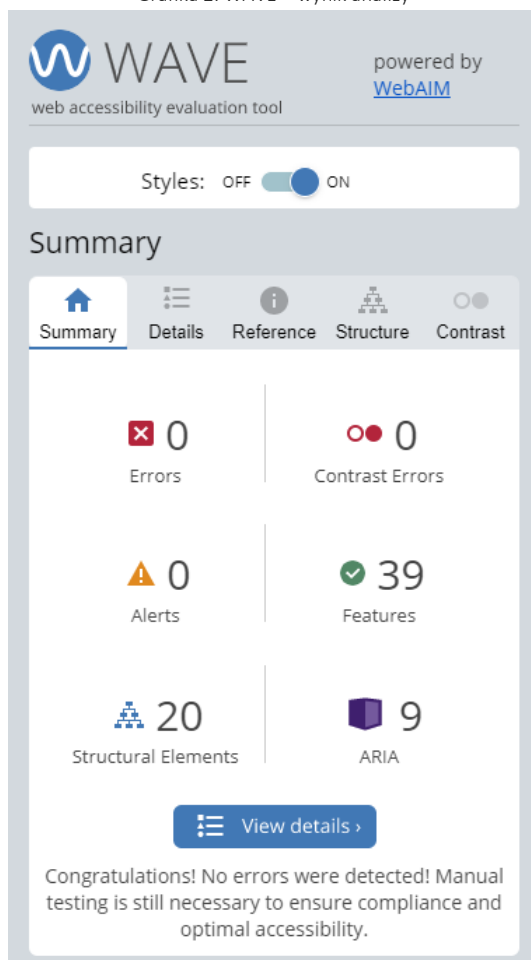 WAVE
powered by
WebAIM
web accessibility evaluation tool
Styles: OFF ON
Summary
Summary Details Reference Structure Contrast
0 0
Errors Contrast Errors
0 39
Alerts Features
20 9
Structural Elements ARIA
View details ›
Congratulations! No errors were detected! Manual
testing is still necessary to ensure compliance and
optimal accessibility.